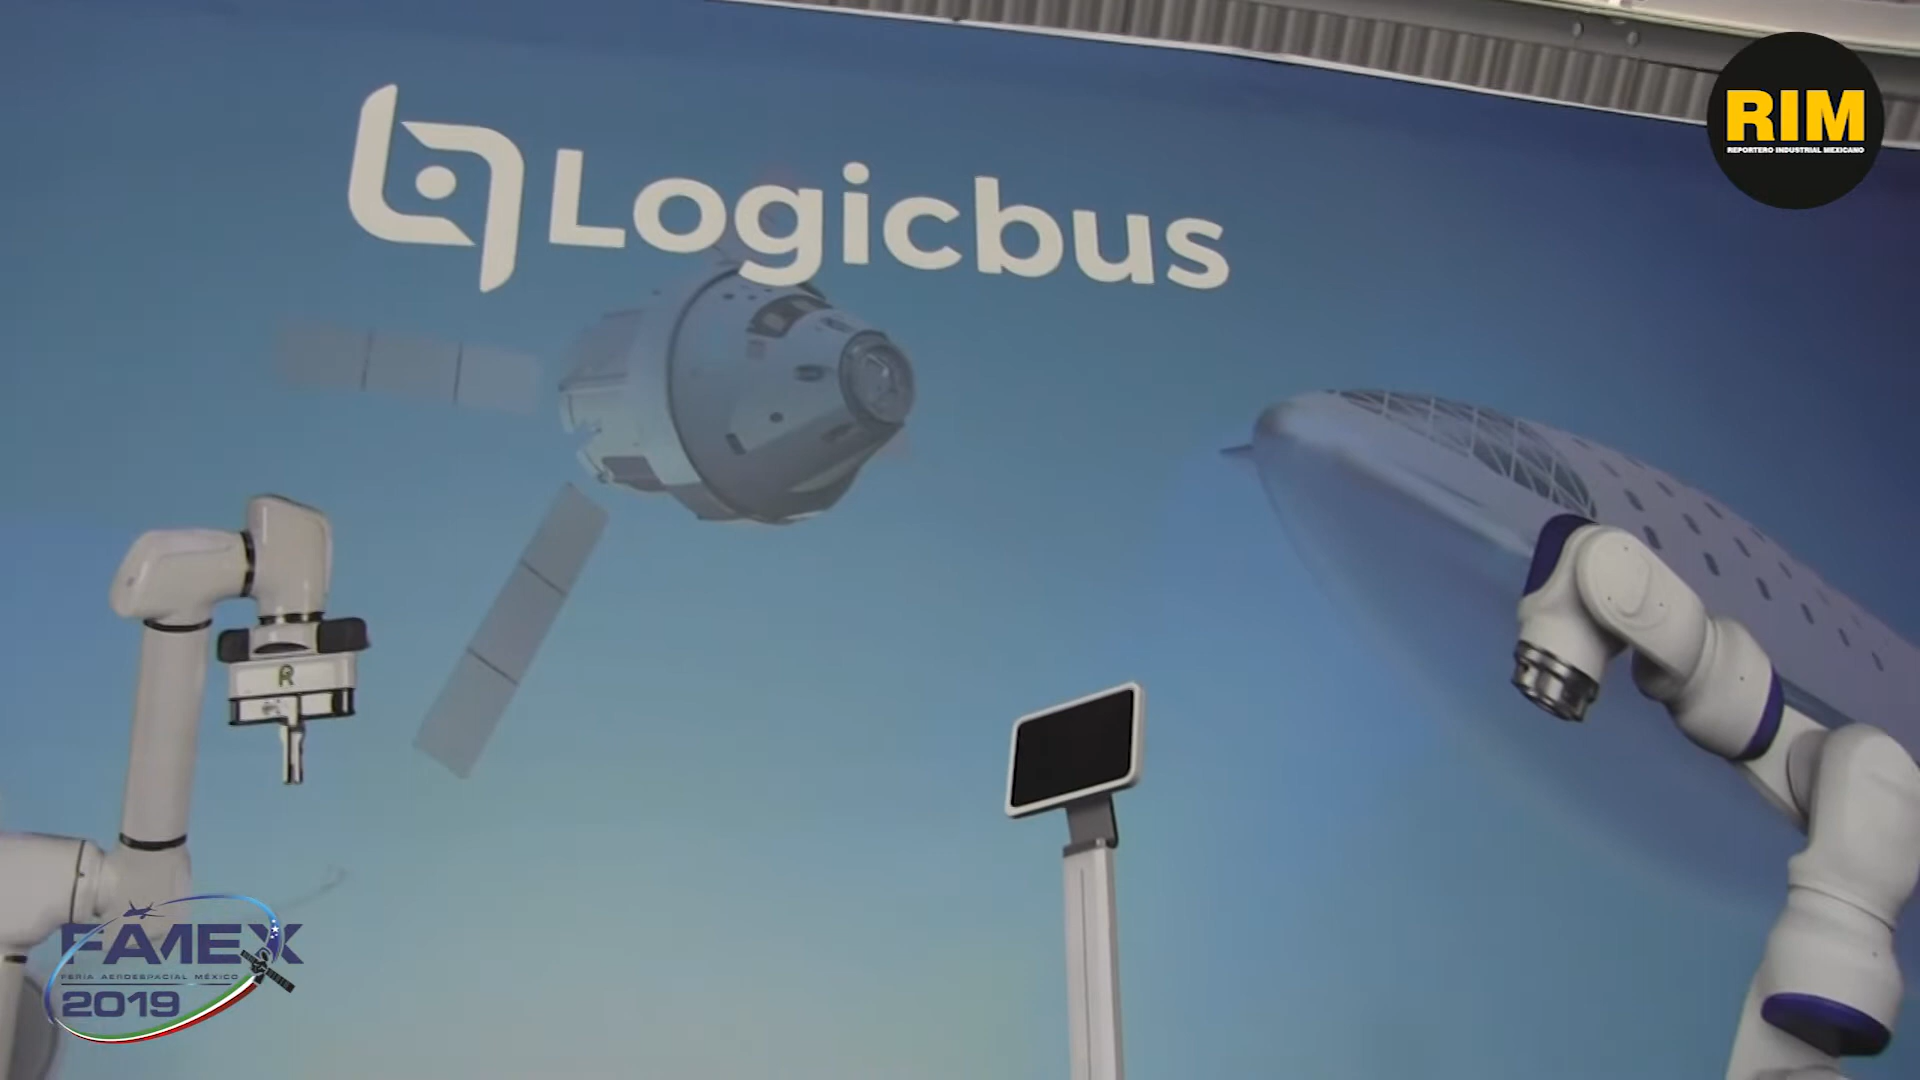 Logicbus
RIM
REPORTERO INDUSTRIAL MEXICANO
R
FAMEX
FERIA AEROESPACIAL MÉXICO
2019